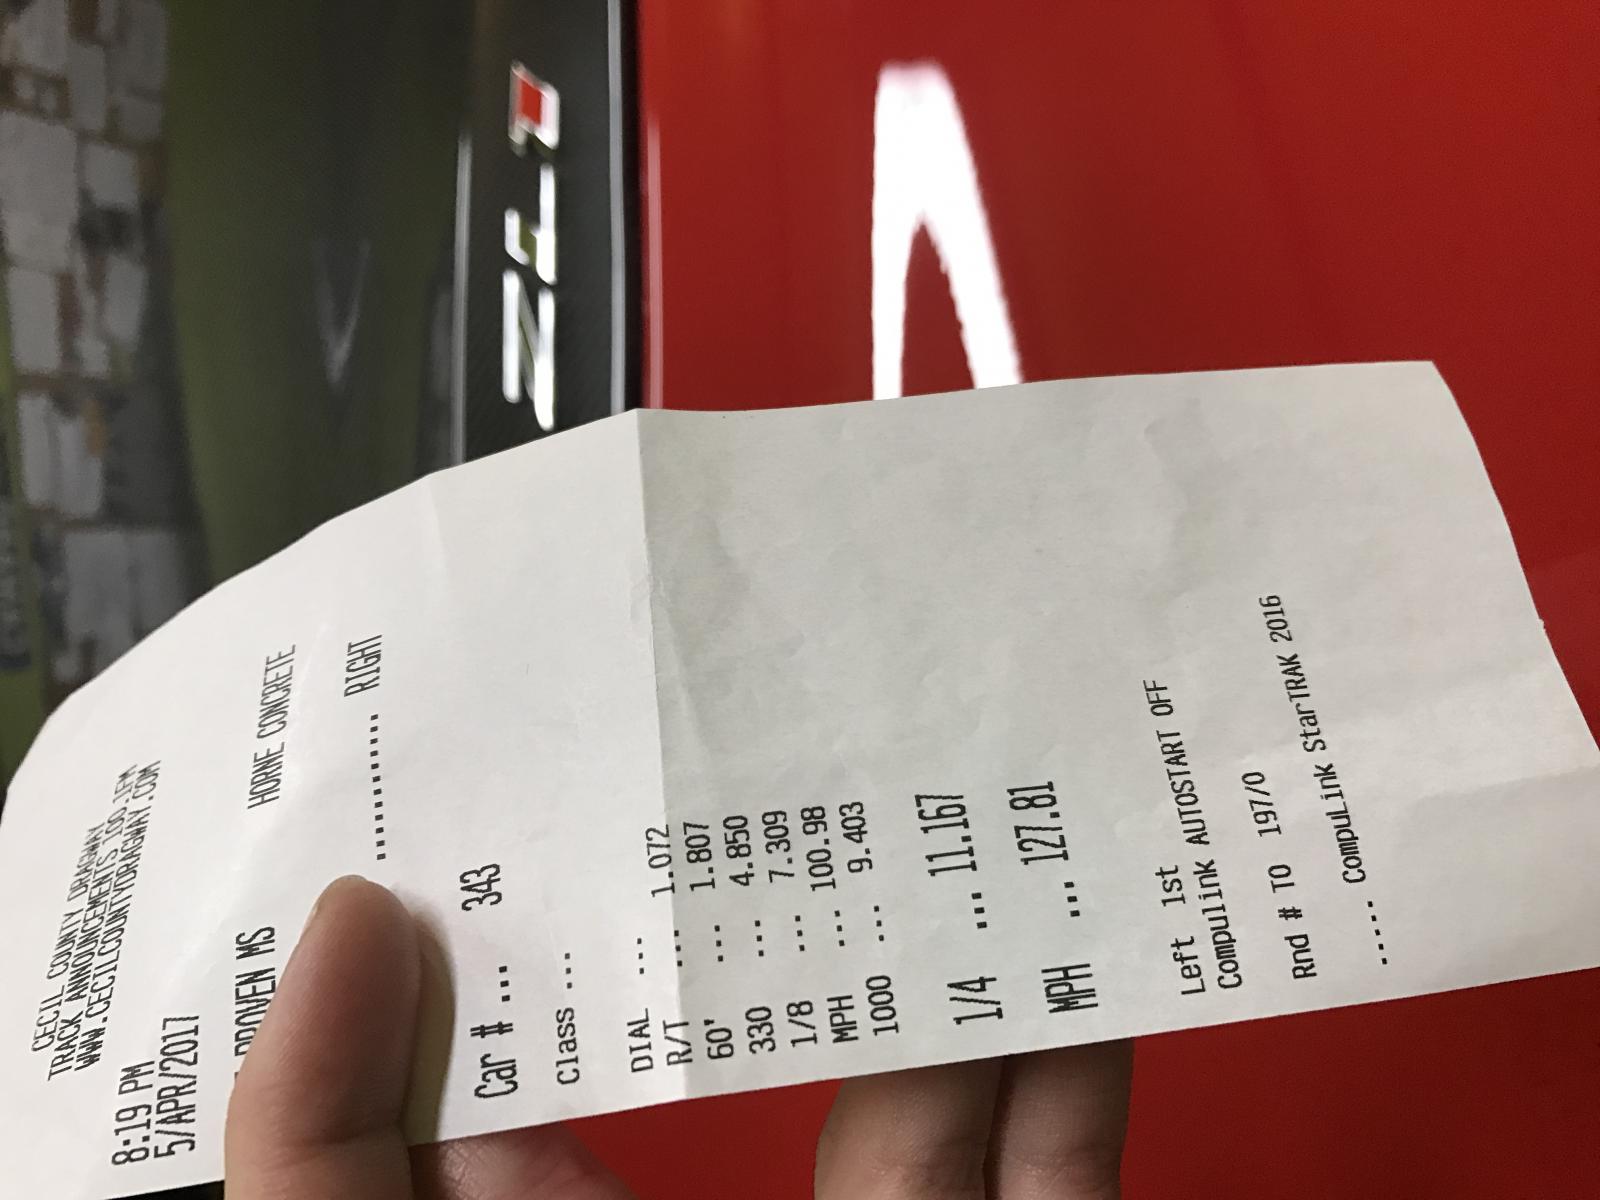 ZL1
CECIL COUNTY DRAGWAY
TRACK ANNOUNCEMENTS 100.1FM
WWW.CECILCOUNTYDRAGWAY.COM
8:19 PM
5/APR/2017
PROVEN MS HORNE CONCRETE
............ RIGHT
Car # ... 343
Class ...
DIAL ...
R/T ... 1.072
60' ... 1.807
330 ... 4.850
1/8 ... 7.309
MPH ... 100.98
1000 ... 9.403
1/4 ... 11.167
MPH ... 127.81
Left 1st
Compulink AUTOSTART OFF
Rnd # TO 197/0
..... CompuLink StarTRAK 2016